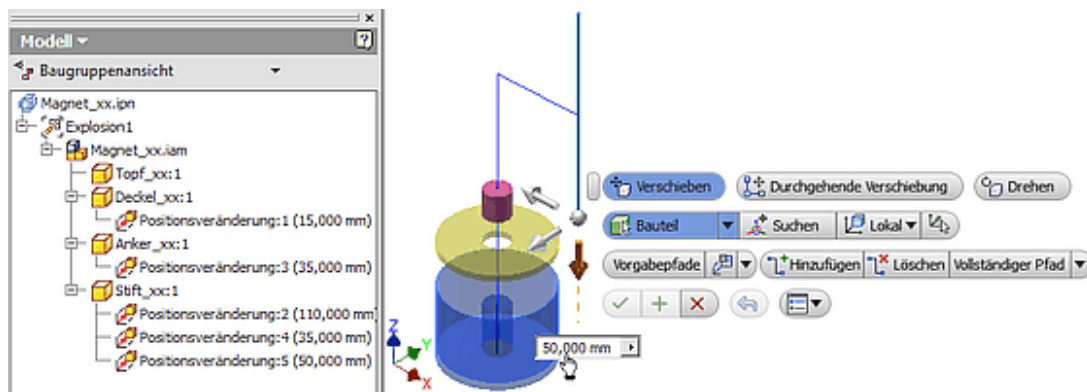 Modell
Baugruppenansicht
Magnet_xx.ipn
Explosion1
Magnet_xx.iam
Topf_xx:1
Deckel_xx:1
Positionsveränderung:1 (15,000 mm)
Anker_xx:1
Positionsveränderung:3 (35,000 mm)
Stift_xx:1
Positionsveränderung:2 (110,000 mm)
Positionsveränderung:4 (35,000 mm)
Positionsveränderung:5 (50,000 mm)
Verschieben Durchgehende Verschiebung Drehen
Bauteil Suchen Lokal
Vorgabepfade Hinzufügen Löschen Vollständiger Pfad
50,000 mm
Z
Y
X